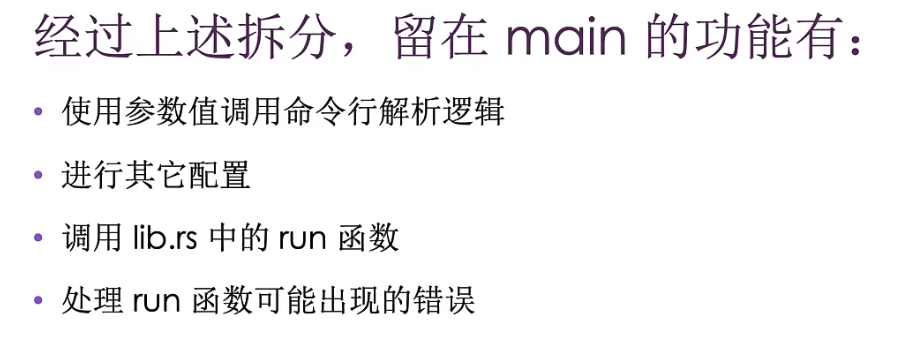 经过上述拆分，留在 main 的功能有：
• 使用参数值调用命令行解析逻辑
• 进行其它配置
• 调用 lib.rs 中的 run 函数
• 处理 run 函数可能出现的错误